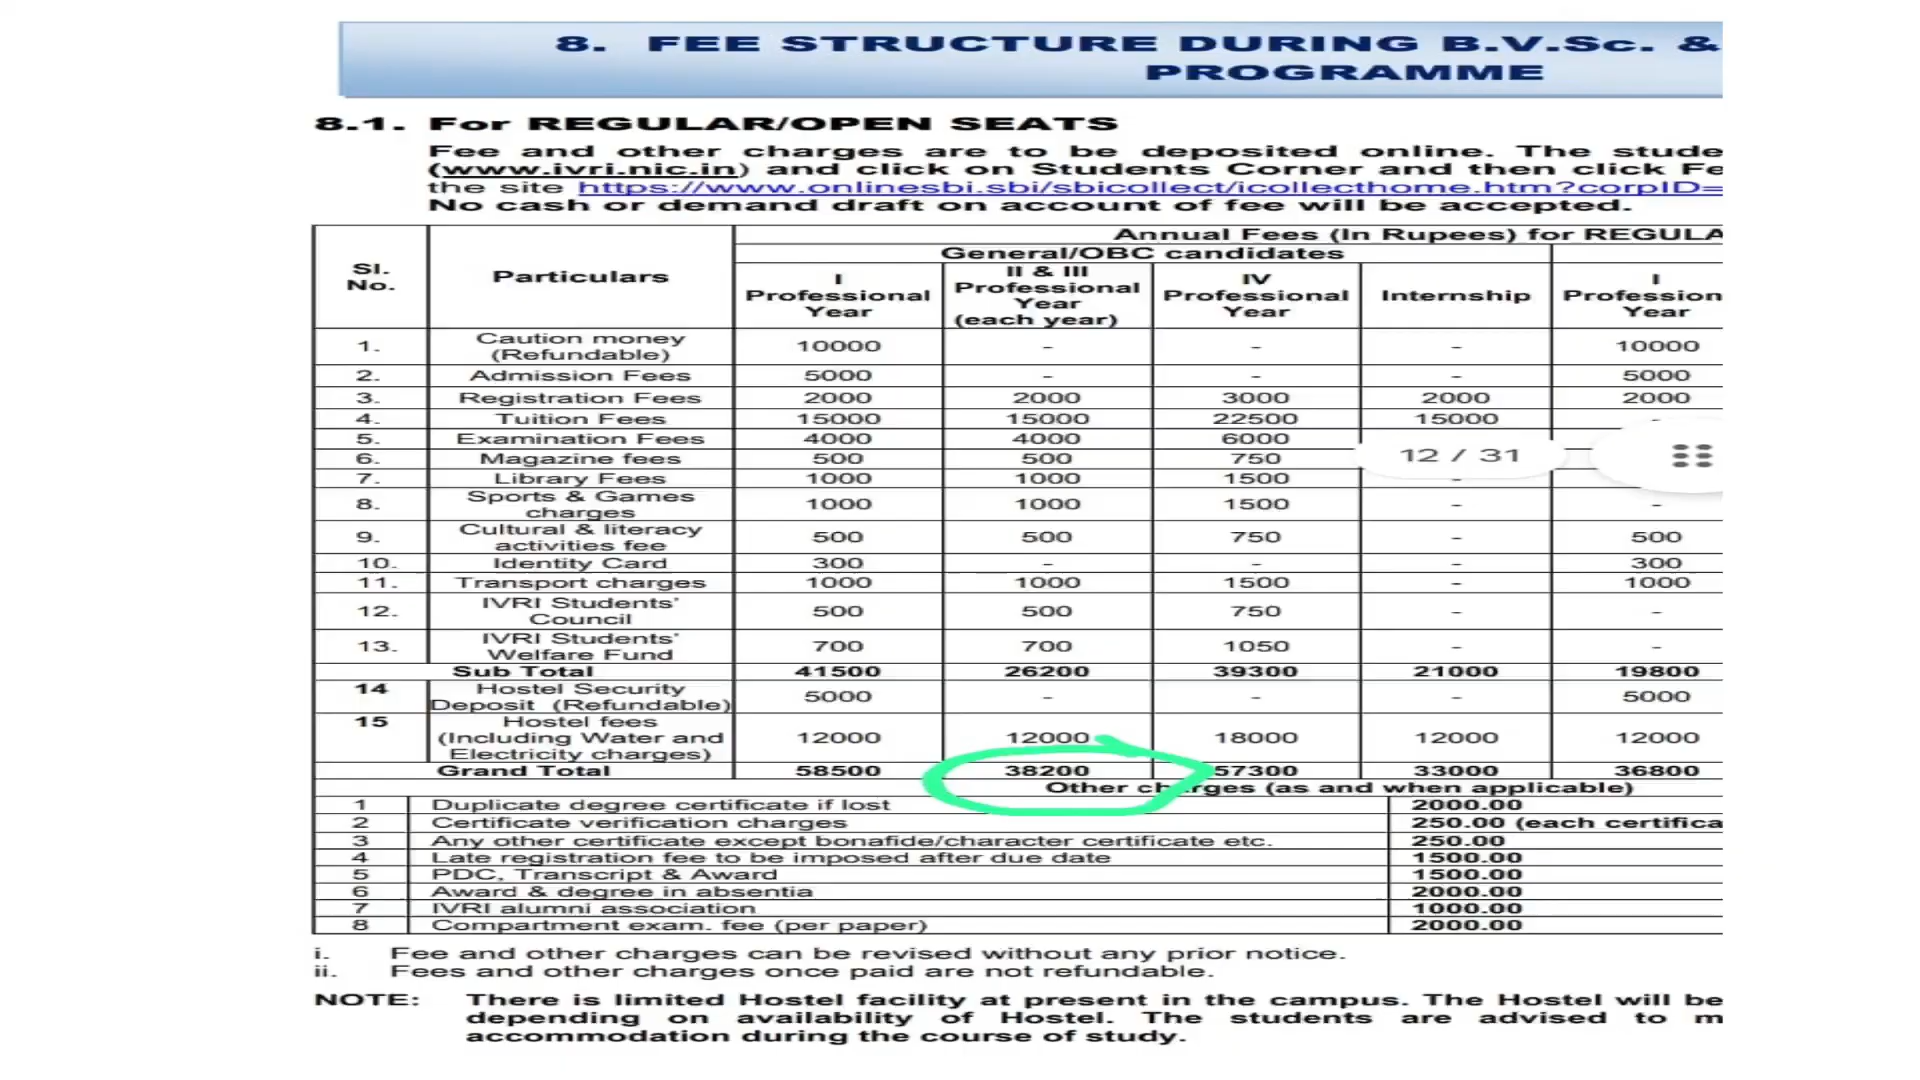 8. FEE STRUCTURE DURING B.V.Sc. &
PROGRAMME
8.1. For REGULAR/OPEN SEATS
Fee and other charges are to be deposited online. The stude
(www.ivri.nic.in) and click on Students Corner and then click Fe
the site https://www.onlinesbi.sbi/sbicollect/icollecthome.htm?corpID=
No cash or demand draft on account of fee will be accepted.
Annual Fees (In Rupees) for REGULA
General/OBC candidates
Sl. No. Particulars I Professional Year II & III Professional Year (each year) IV Professional Year Internship I Profession Year
1. Caution money (Refundable) 10000 - - - 10000
2. Admission Fees 5000 - - - 5000
3. Registration Fees 2000 2000 3000 2000 2000
4. Tuition Fees 15000 15000 22500 15000 -
5. Examination Fees 4000 4000 6000
6. Magazine fees 500 500 750
12 / 31
7. Library Fees 1000 1000 1500 -
8. Sports & Games charges 1000 1000 1500 - -
9. Cultural & literacy activities fee 500 500 750 - 500
10. Identity Card 300 - - - 300
11. Transport charges 1000 1000 1500 - 1000
12. IVRI Students' Council 500 500 750 - -
13. IVRI Students' Welfare Fund 700 700 1050 - -
Sub Total 41500 26200 39300 21000 19800
14 Hostel Security Deposit (Refundable) 5000 - - - 5000
15 Hostel fees (Including Water and Electricity charges) 12000 12000 18000 12000 12000
Grand Total 58500 38200 57300 33000 36800
Other charges (as and when applicable)
1 Duplicate degree certificate if lost 2000.00
2 Certificate verification charges 250.00 (each certifica
3 Any other certificate except bonafide/character certificate etc. 250.00
4 Late registration fee to be imposed after due date 1500.00
5 PDC, Transcript & Award 1500.00
6 Award & degree in absentia 2000.00
7 IVRI alumni association 1000.00
8 Compartment exam. fee (per paper) 2000.00
i. Fee and other charges can be revised without any prior notice.
ii. Fees and other charges once paid are not refundable.
NOTE: There is limited Hostel facility at present in the campus. The Hostel will be
depending on availability of Hostel. The students are advised to m
accommodation during the course of study.